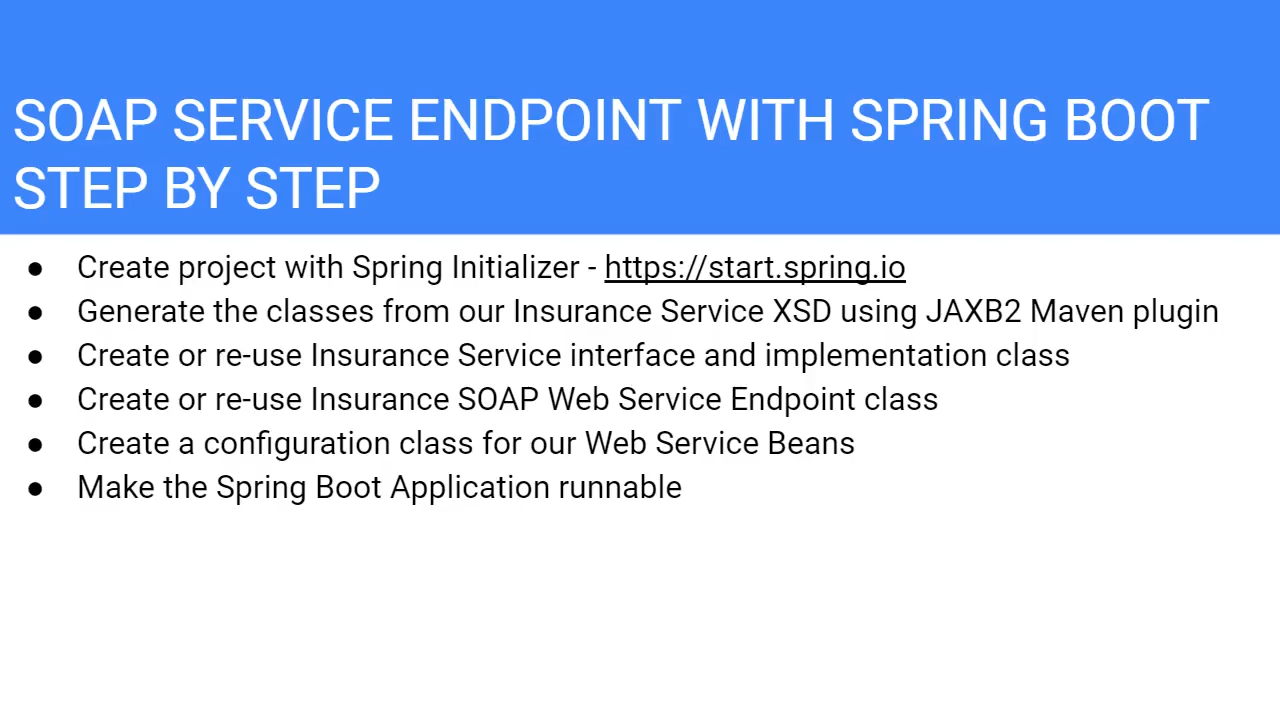 SOAP SERVICE ENDPOINT WITH SPRING BOOT
STEP BY STEP
● Create project with Spring Initializer - https://start.spring.io
● Generate the classes from our Insurance Service XSD using JAXB2 Maven plugin
● Create or re-use Insurance Service interface and implementation class
● Create or re-use Insurance SOAP Web Service Endpoint class
● Create a configuration class for our Web Service Beans
● Make the Spring Boot Application runnable